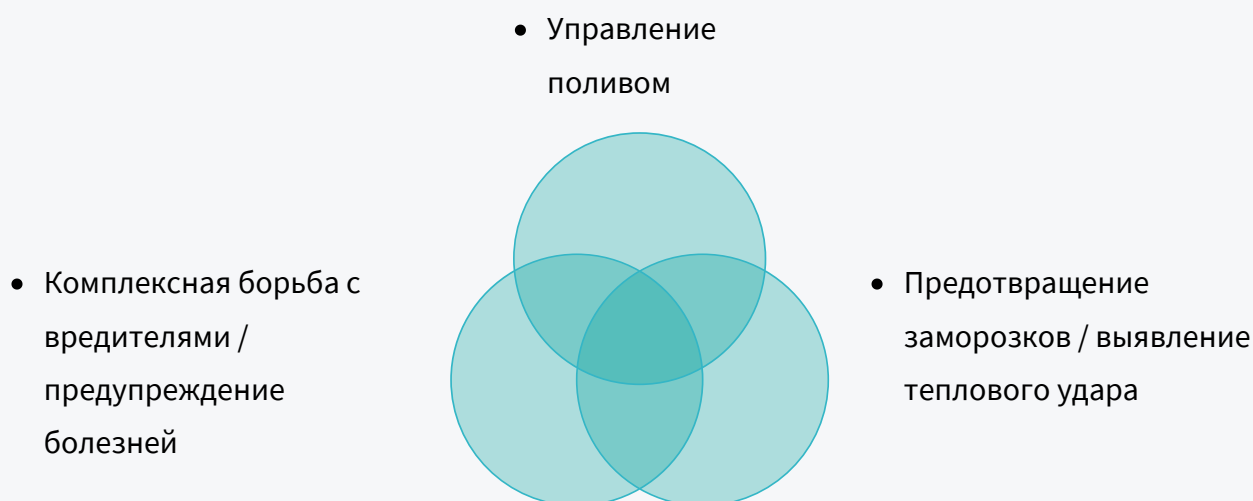 • Управление
поливом
• Комплексная борьба с
вредителями /
предупреждение
болезней
• Предотвращение
заморозков / выявление
теплового удара